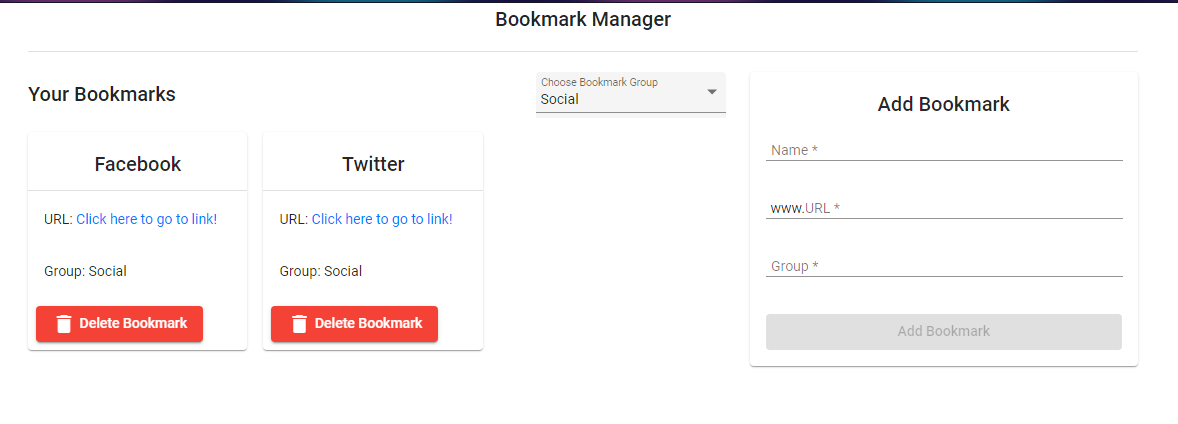 Bookmark Manager
Your Bookmarks
Choose Bookmark Group
Social
Facebook
URL: Click here to go to link!
Group: Social
Delete Bookmark
Twitter
URL: Click here to go to link!
Group: Social
Delete Bookmark
Add Bookmark
Name *
www.URL *
Group *
Add Bookmark